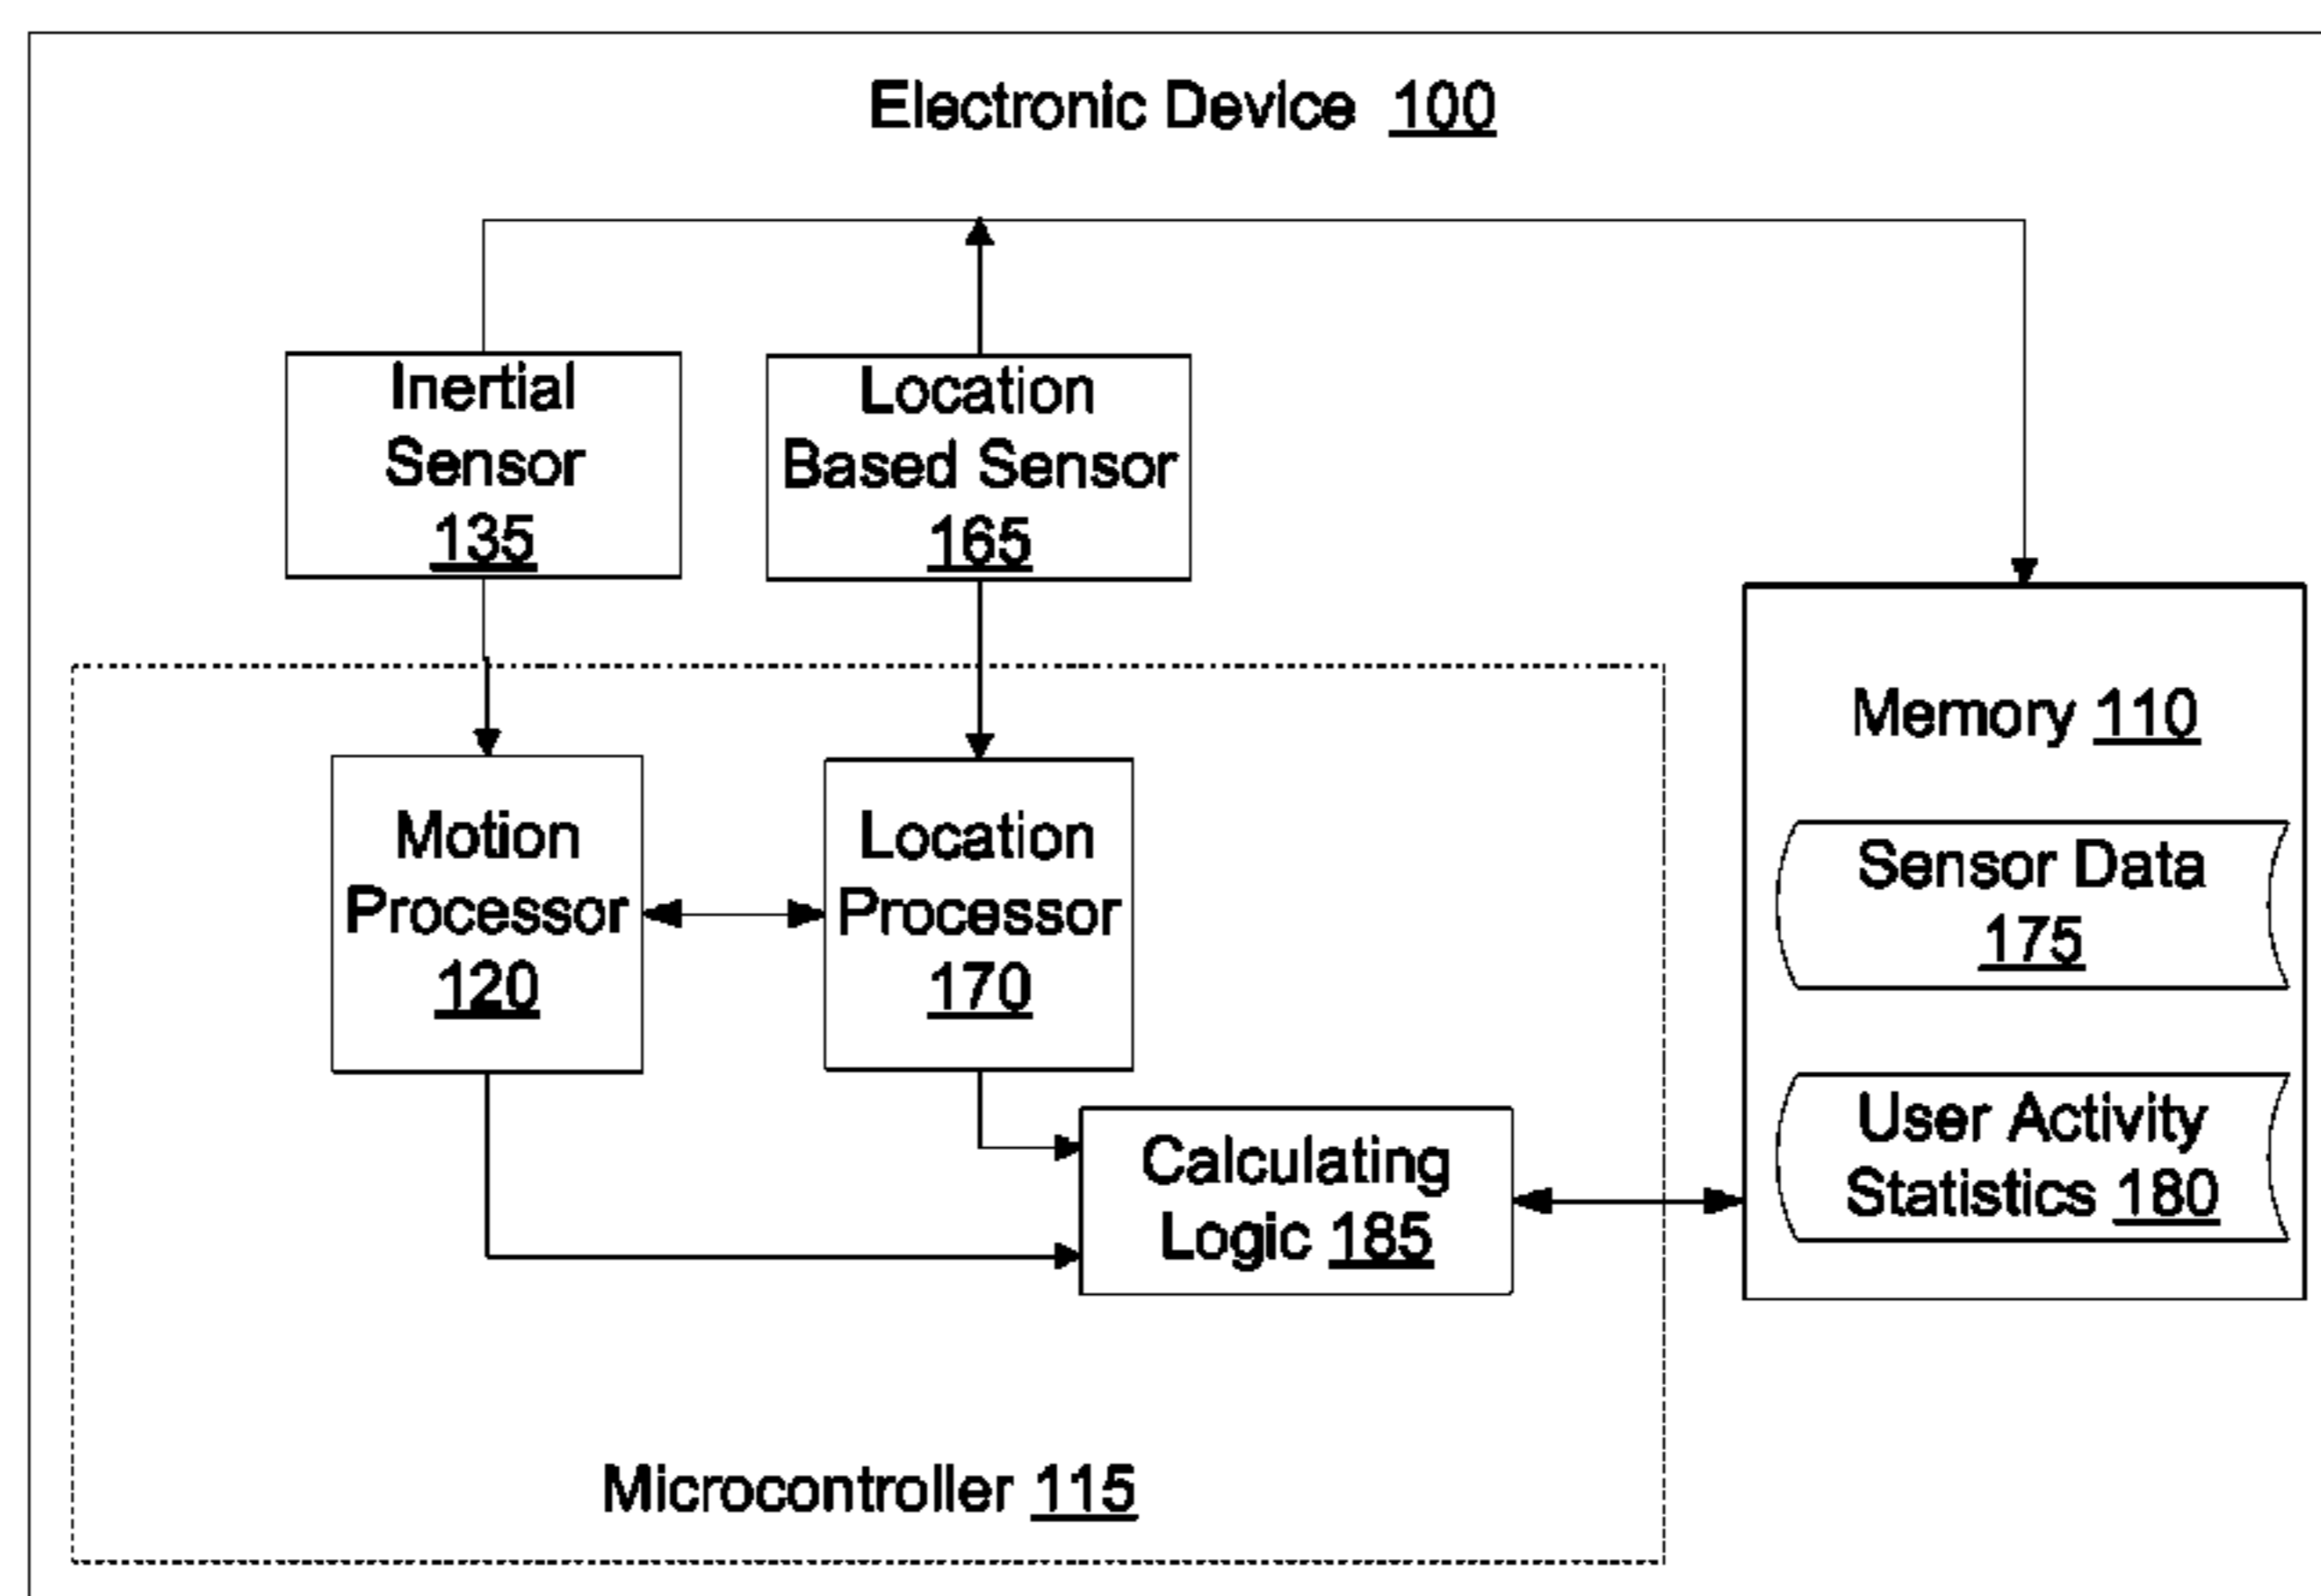 Electronic Device 100
Inertial
Sensor
135
Location
Based Sensor
165
Memory 110
Motion
Processor
120
Location
Processor
170
Sensor Data
175
User Activity
Statistics 180
Calculating
Logic 185
Microcontroller 115